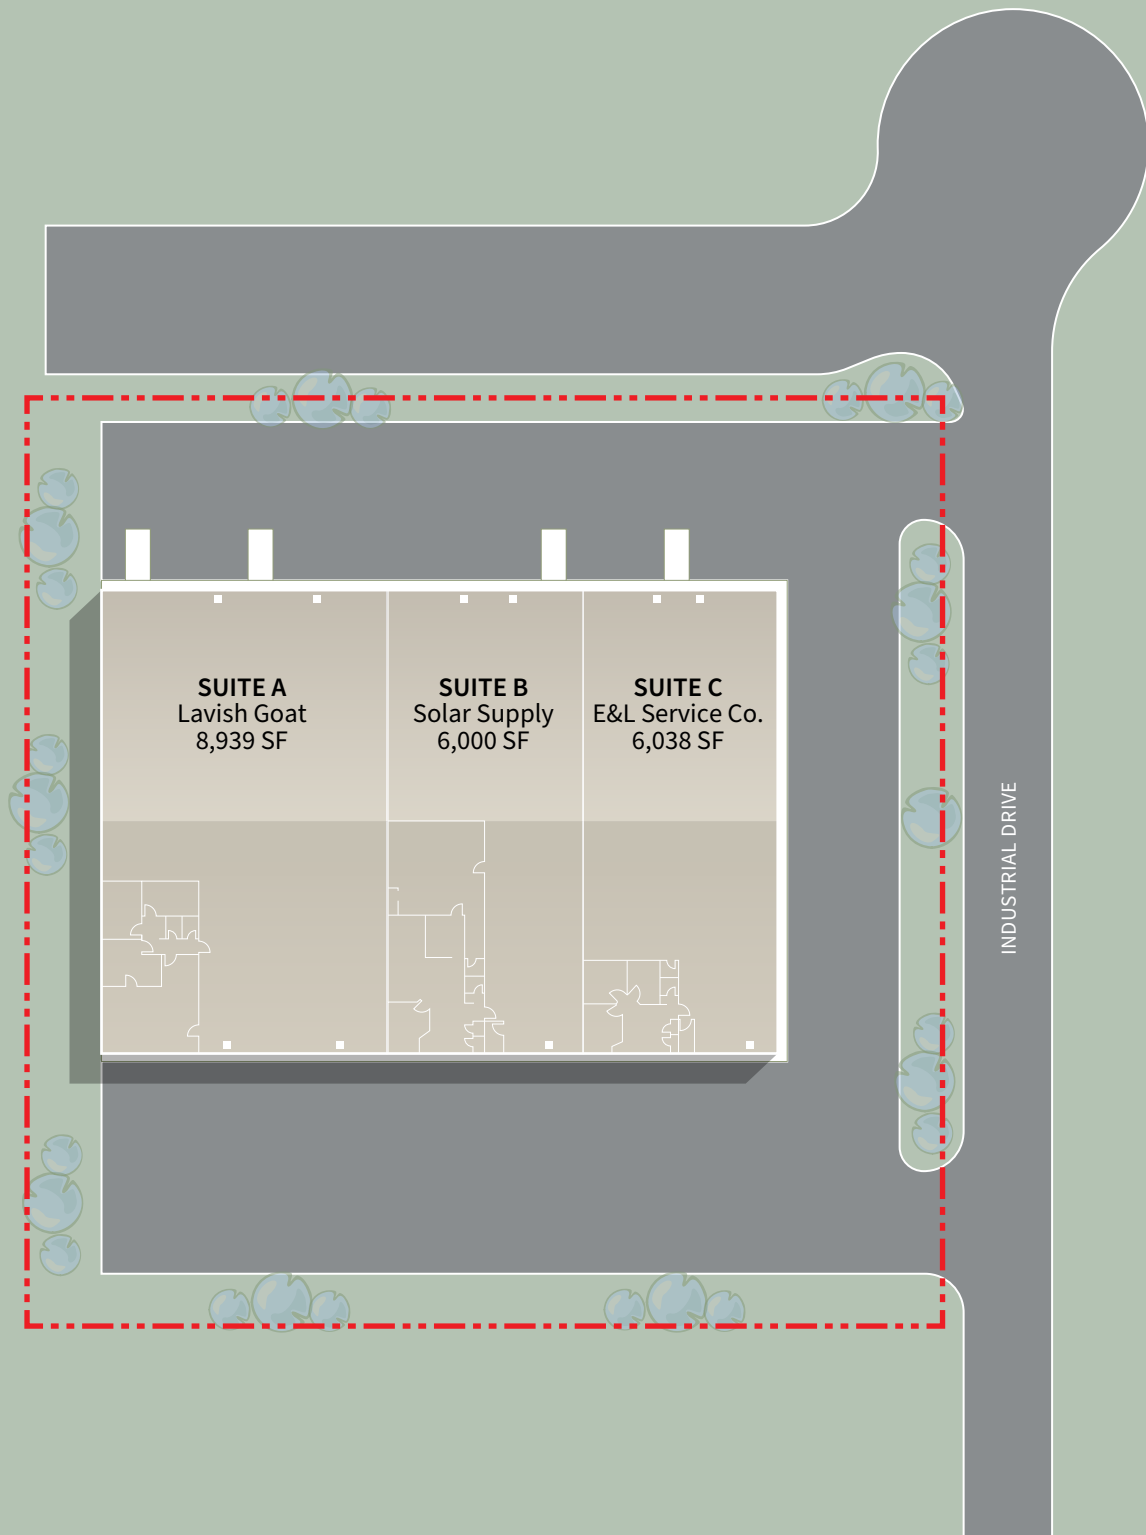 SUITE A
Lavish Goat
8,939 SF
SUITE B
Solar Supply
6,000 SF
SUITE C
E&L Service Co.
6,038 SF
INDUSTRIAL DRIVE